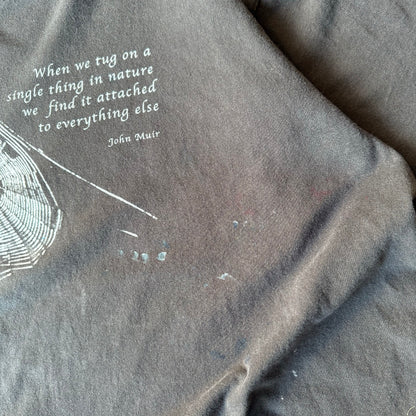 When we tug on a
single thing in nature
we find it attached
to everything else
John Muir